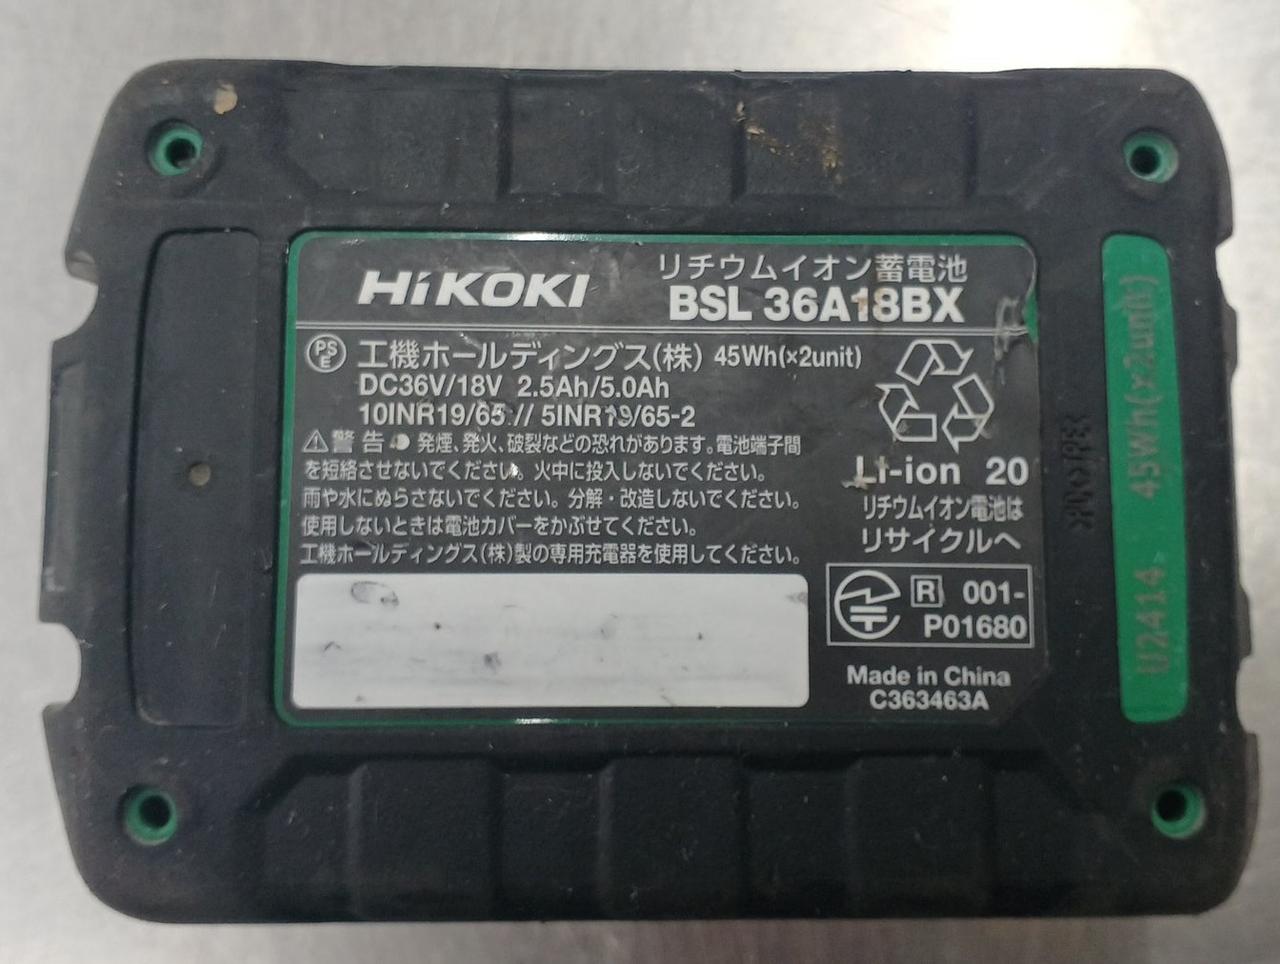 HiKOKI
リチウムイオン蓄電池
BSL 36A18BX
PSE
工機ホールディングス(株) 45Wh(×2unit)
DC36V/18V 2.5Ah/5.0Ah
10INR19/65 // 5INR19/65-2
⚠警告 ● 発煙、発火、破裂などの恐れがあります。電池端子間
を短絡させないでください。火中に投入しないでください。
雨や水にぬらさないでください。分解・改造しないでください。
使用しないときは電池カバーをかぶせてください。
工機ホールディングス(株)製の専用充電器を使用してください。
Li-ion 20
リチウムイオン電池は
リサイクルへ
R 001-
P01680
Made in China
C363463A
U2414 45Wh(x2unit)